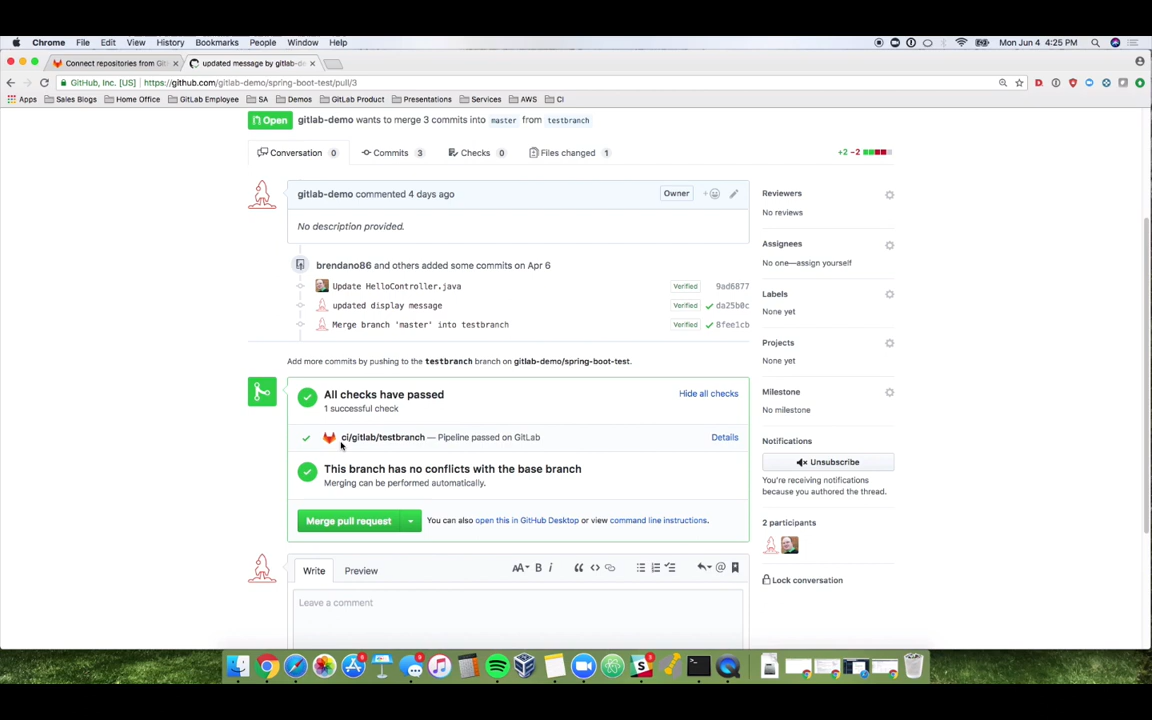 Chrome File Edit View History Bookmarks People Window Help Mon Jun 4 4:25 PM
Connect repositories from Git updated message by gitlab-de
GitHub, Inc. [US] https://github.com/gitlab-demo/spring-boot-test/pull/3
Apps Sales Blogs Home Office GitLab Employee SA Demos GitLab Product Presentations Services AWS CI
Open gitlab-demo wants to merge 3 commits into master from testbranch
Conversation 0 Commits 3 Checks 0 Files changed 1 +2 −2
gitlab-demo commented 4 days ago Owner
No description provided.
brendano86 and others added some commits on Apr 6
Update HelloController.java Verified 9ad6877
updated display message Verified da25b0c
Merge branch 'master' into testbranch Verified 8fee1cb
Add more commits by pushing to the testbranch branch on gitlab-demo/spring-boot-test.
All checks have passed Hide all checks
1 successful check
ci/gitlab/testbranch — Pipeline passed on GitLab Details
This branch has no conflicts with the base branch
Merging can be performed automatically.
Merge pull request You can also open this in GitHub Desktop or view command line instructions.
Write Preview AA B i
Leave a comment
Reviewers
No reviews
Assignees
No one—assign yourself
Labels
None yet
Projects
None yet
Milestone
No milestone
Notifications
Unsubscribe
You're receiving notifications
because you authored the thread.
2 participants
Lock conversation